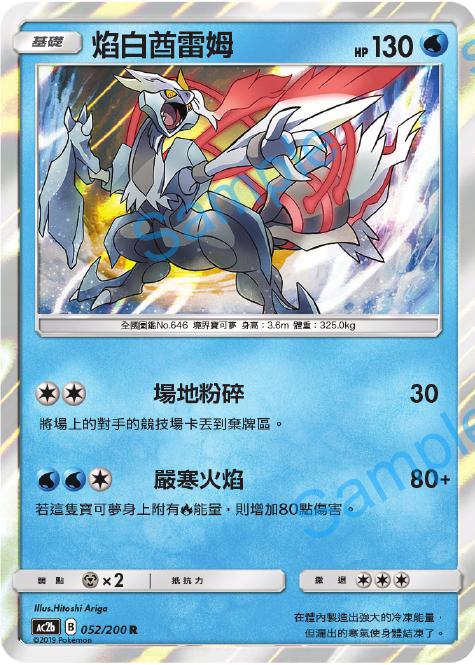 基礎 焰白酋雷姆 HP 130
Sample
全國圖鑑No.646 境界寶可夢 身高：3.6m 體重：325.0kg
場地粉碎 30
將場上的對手的競技場卡丟到棄牌區。
Sample
嚴寒火焰 80+
若這隻寶可夢身上附有能量，則增加80點傷害。
弱點 ×2 抵抗力 撤退
Illus.Hitoshi Ariga
AC2b B 052/200 R
©2019 Pokémon
在體內製造出強大的冷凍能量，
但漏出的寒氣使身體結凍了。